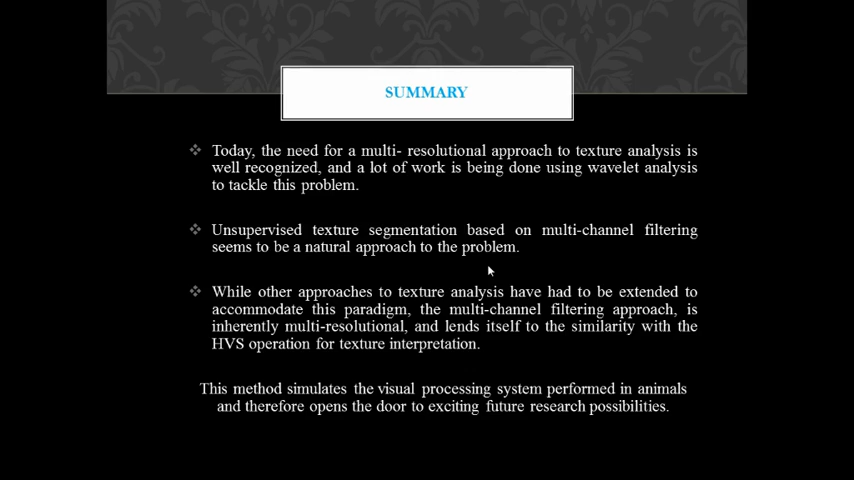 SUMMARY
Today, the need for a multi- resolutional approach to texture analysis is
well recognized, and a lot of work is being done using wavelet analysis
to tackle this problem.
Unsupervised texture segmentation based on multi-channel filtering
seems to be a natural approach to the problem.
While other approaches to texture analysis have had to be extended to
accommodate this paradigm, the multi-channel filtering approach, is
inherently multi-resolutional, and lends itself to the similarity with the
HVS operation for texture interpretation.
This method simulates the visual processing system performed in animals
and therefore opens the door to exciting future research possibilities.